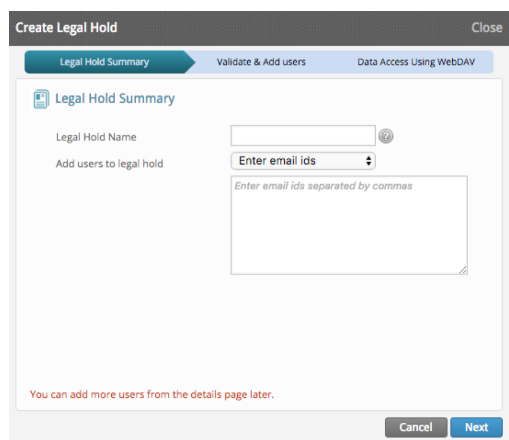 Create Legal Hold Close
Legal Hold Summary Validate & Add users Data Access Using WebDAV
Legal Hold Summary
Legal Hold Name
Add users to legal hold Enter email ids
Enter email ids separated by commas
You can add more users from the details page later.
Cancel Next